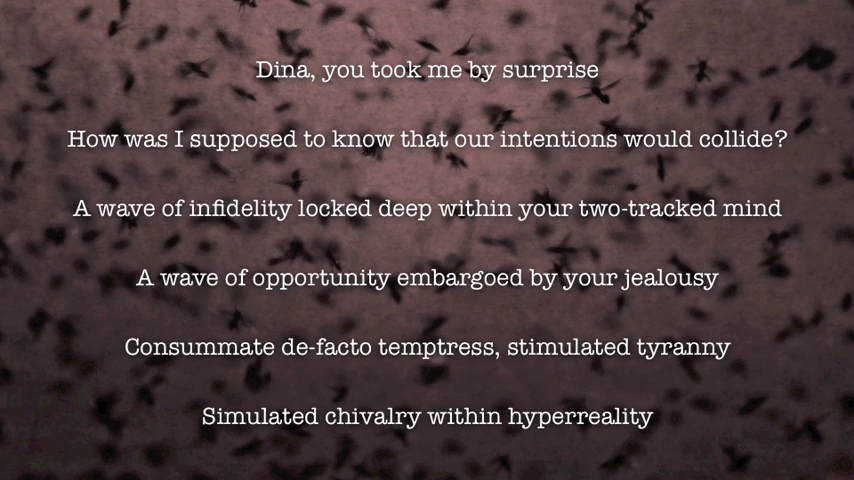 Dina, you took me by surprise
How was I supposed to know that our intentions would collide?
A wave of infidelity locked deep within your two-tracked mind
A wave of opportunity embargoed by your jealousy
Consummate de-facto temptress, stimulated tyranny
Simulated chivalry within hyperreality